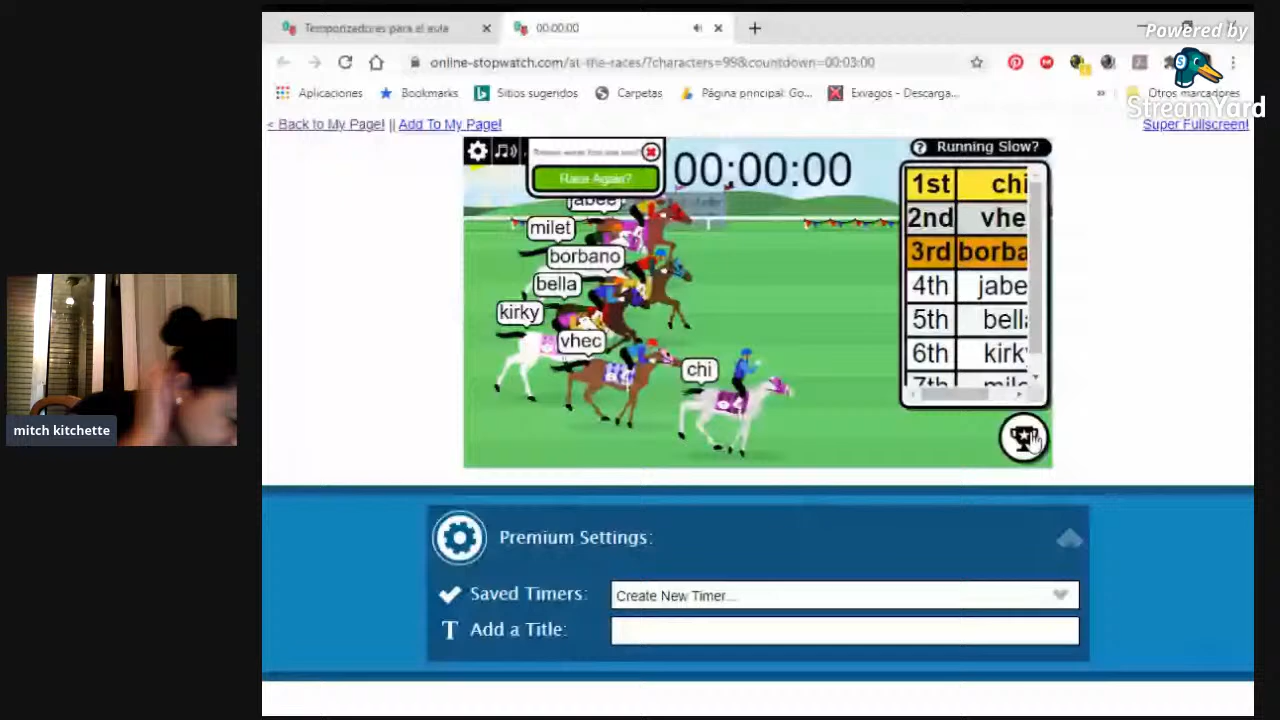 Temporizadores para el aula
00:00:00
Powered by
online-stopwatch.com/at-the-races/?characters=99&countdown=00:03:00
StreamYard
Aplicaciones
Bookmarks
Sitios sugeridos
Carpetas
Página principal: Go...
Exvagos - Descarga...
»
Otros marcadores
< Back to My Page! || Add To My Page!
Super Fullscreen!
Race Again?
00:00:00
Running Slow?
1st chi
2nd vhe
3rd borba
4th jabe
5th bell
6th kirk
7th mile
jabee
milet
borbano
bella
kirky
vhec
chi
mitch kitchette
Premium Settings:
Saved Timers:
Create New Timer...
T Add a Title: